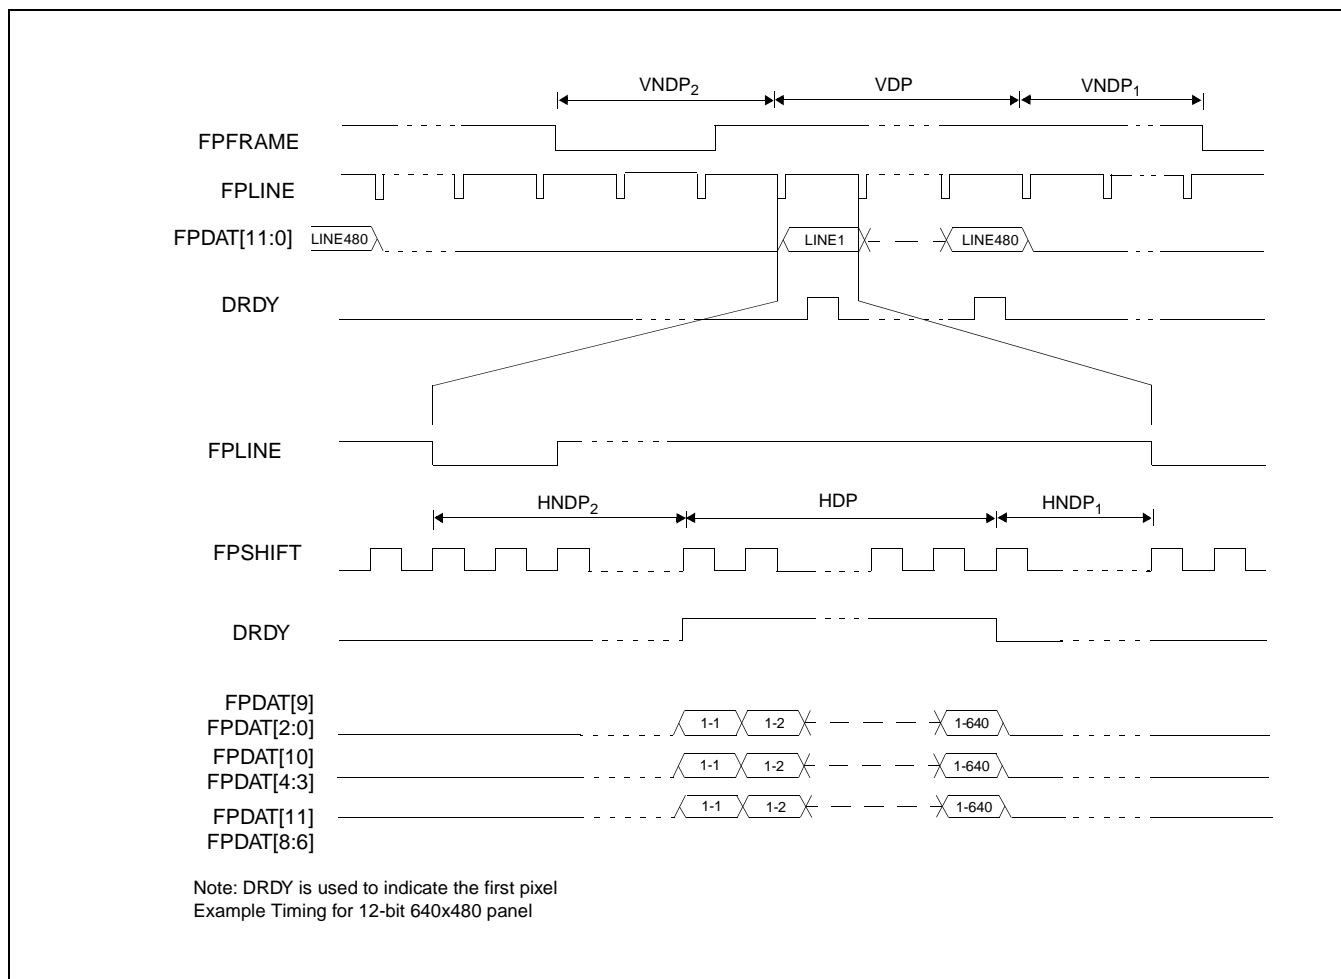 VNDP2 VDP VNDP1
FPFRAME
FPLINE
FPDAT[11:0] LINE480 LINE1 LINE480
DRDY
FPLINE
HNDP2 HDP HNDP1
FPSHIFT
DRDY
FPDAT[9]
FPDAT[2:0] 1-1 1-2 1-640
FPDAT[10]
FPDAT[4:3] 1-1 1-2 1-640
FPDAT[11] 1-1 1-2 1-640
FPDAT[8:6]
Note: DRDY is used to indicate the first pixel
Example Timing for 12-bit 640x480 panel